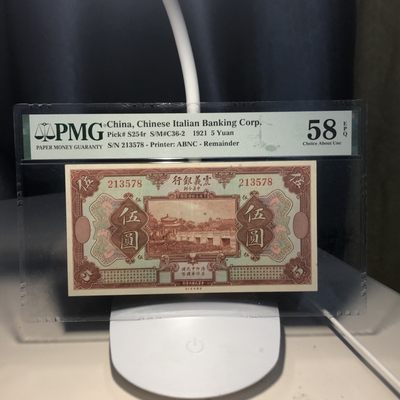 PMG
PAPER MONEY GUARANTY
China, Chinese Italian Banking Corp.
Pick# S254r S/M#C36-2 1921 5 Yuan
S/N 213578 - Printer: ABNC - Remainder
58 EPQ
Choice About Unc
行銀義震
213578 213578
伍 伍
圓 圓